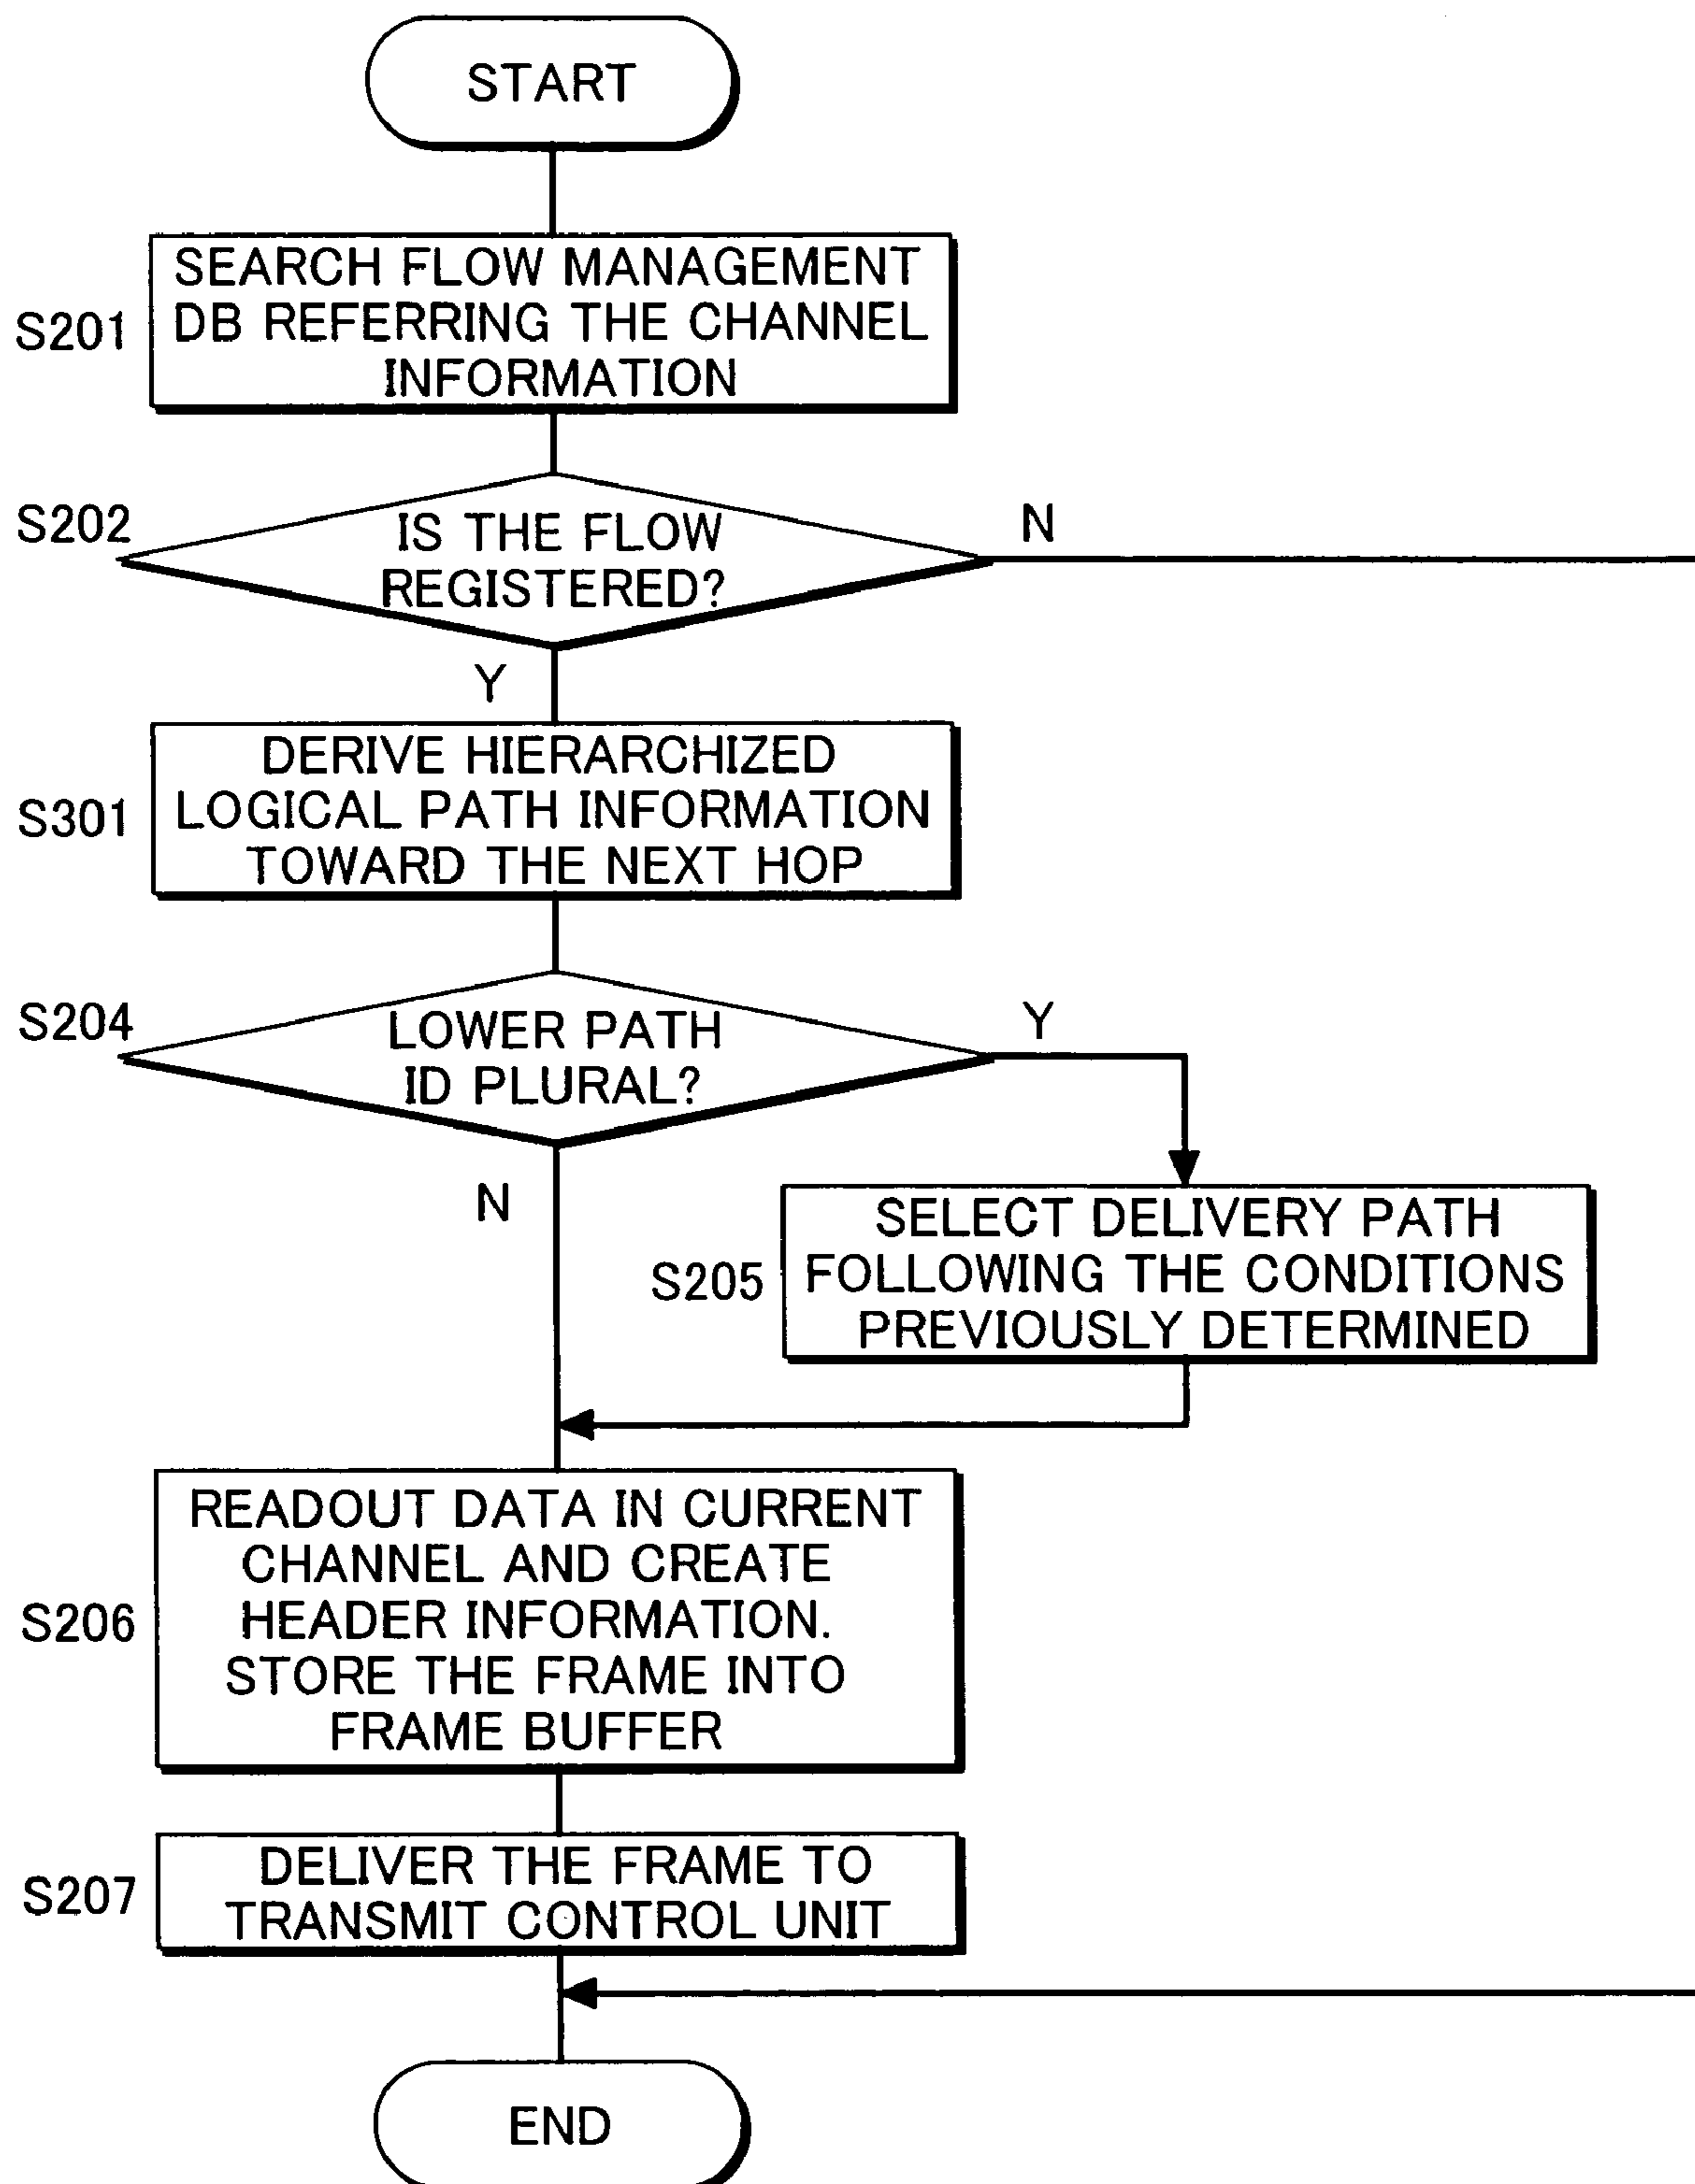 START
S201
SEARCH FLOW MANAGEMENT
DB REFERRING THE CHANNEL
INFORMATION
S202
IS THE FLOW
REGISTERED?
N
Y
S301
DERIVE HIERARCHIZED
LOGICAL PATH INFORMATION
TOWARD THE NEXT HOP
S204
LOWER PATH
ID PLURAL?
Y
N
S205
SELECT DELIVERY PATH
FOLLOWING THE CONDITIONS
PREVIOUSLY DETERMINED
S206
READOUT DATA IN CURRENT
CHANNEL AND CREATE
HEADER INFORMATION.
STORE THE FRAME INTO
FRAME BUFFER
S207
DELIVER THE FRAME TO
TRANSMIT CONTROL UNIT
END